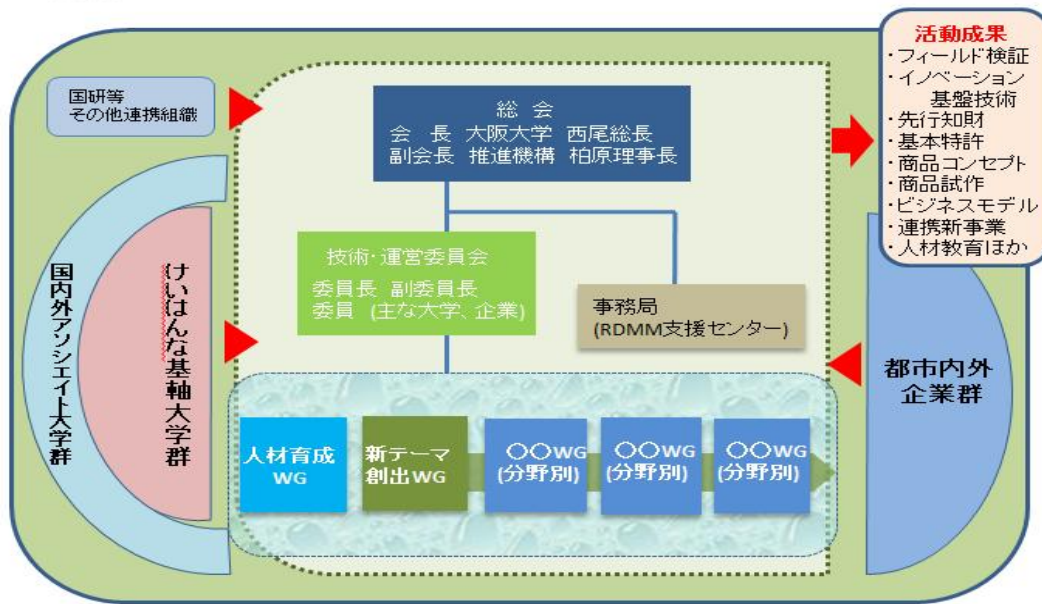 国研等
その他連携組織
総 会
会 長 大阪大学 西尾総長
副会長 推進機構 柏原理事長
活動成果
・フィールド検証
・イノベーション
基盤技術
・先行知財
・基本特許
・商品コンセプト
・商品試作
・ビジネスモデル
・連携新事業
・人材教育ほか
国内外アソシエイト大学群
けいはんな基軸大学群
技術・運営委員会
委員長 副委員長
委員 (主な大学、企業)
事務局
(RDMM支援センター)
都市内外
企業群
人材育成
WG
新テーマ
創出WG
〇〇WG
(分野別)
〇〇WG
(分野別)
〇〇WG
(分野別)